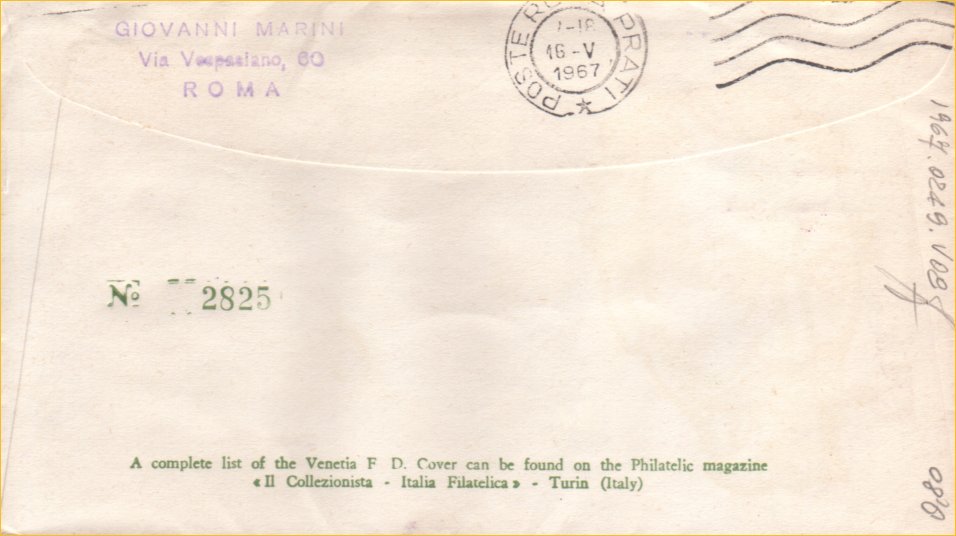 GIOVANNI MARINI
Via Vespasiano, 60
ROMA
POSTE ROMA PRATI
-18
16-V
1967
Nº 2825
A complete list of the Venetia F D. Cover can be found on the Philatelic magazine
« Il Collezionista - Italia Filatelica » - Turin (Italy)